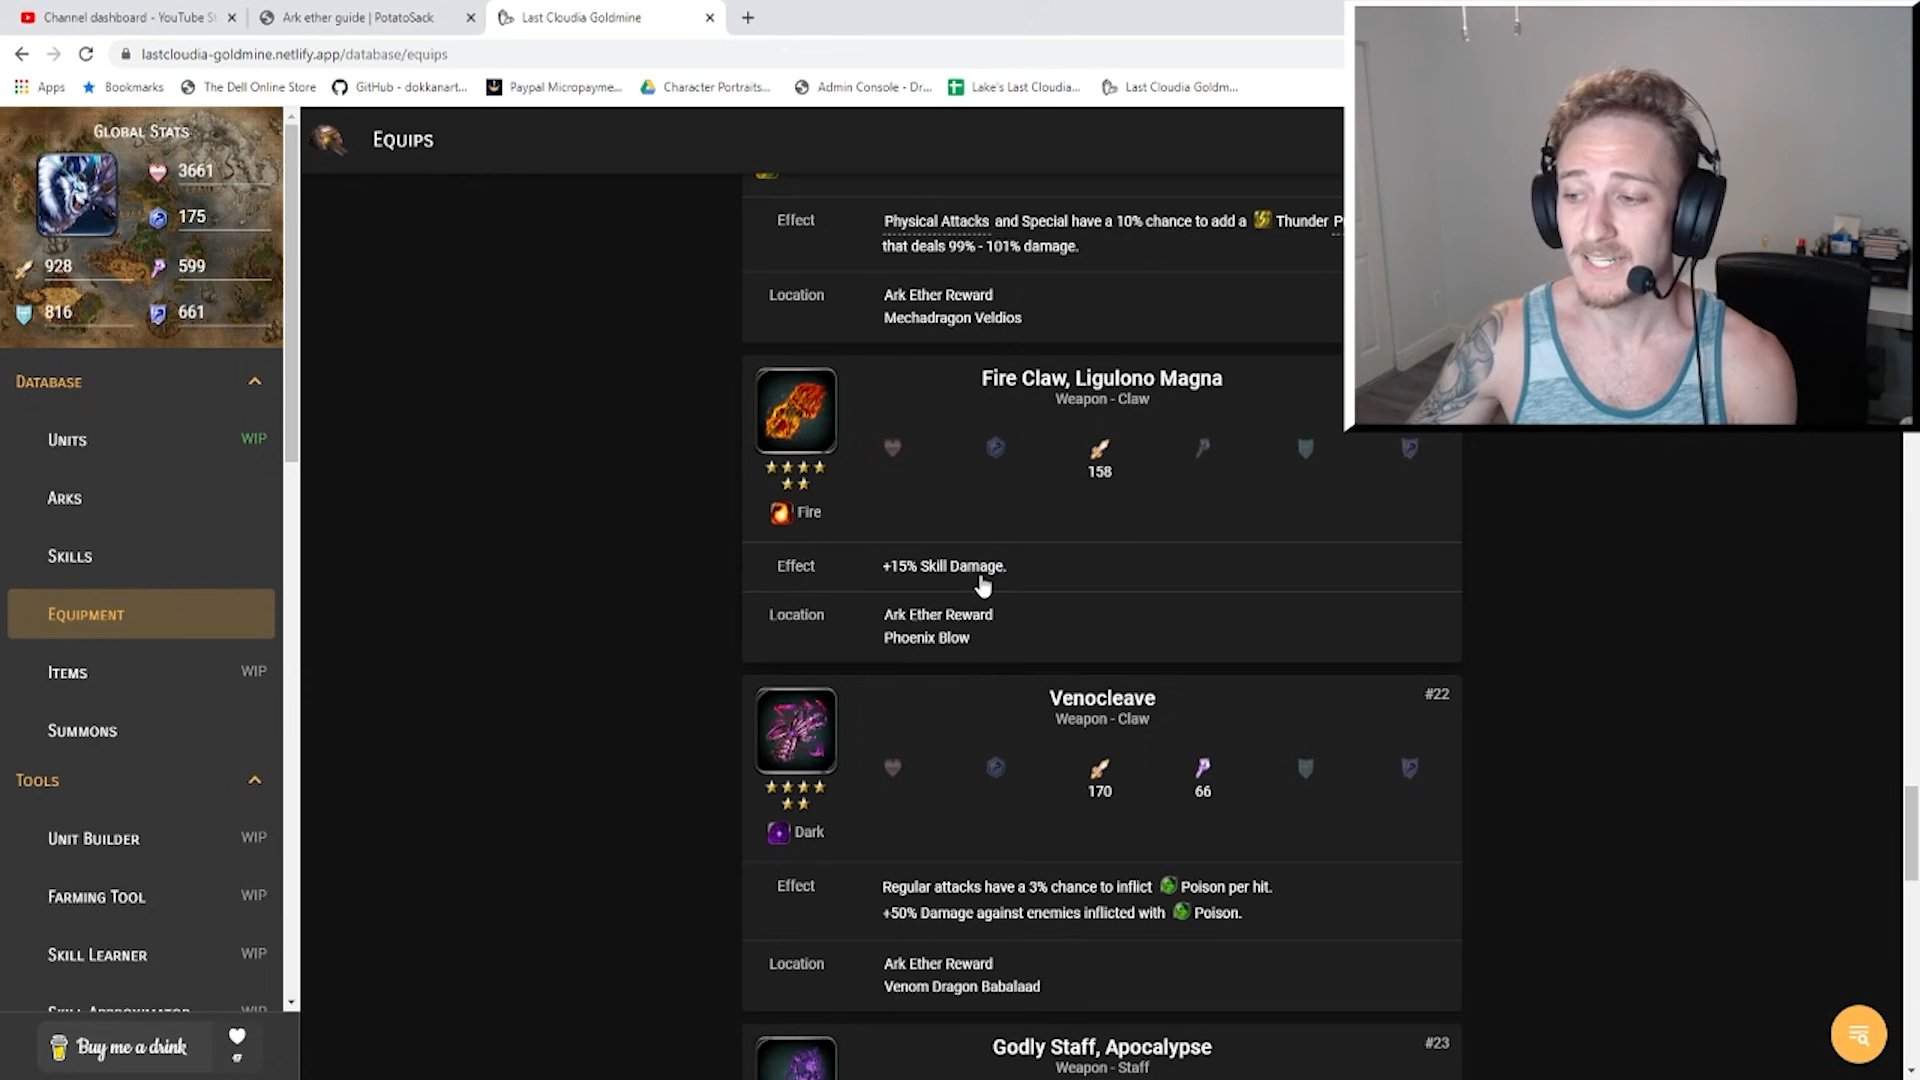 Channel dashboard - YouTube St
Ark ether guide | PotatoSack
Last Cloudia Goldmine
lastcloudia-goldmine.netlify.app/database/equips
Apps
Bookmarks
The Dell Online Store
GitHub - dokkanart...
Paypal Micropayme...
Character Portraits...
Admin Console - Dr...
Lake's Last Cloudia...
Last Cloudia Goldm...
Global Stats
3661
175
928
599
816
661
Database
Units WIP
Arks
Skills
Equipment
Items WIP
Summons
Tools
Unit Builder WIP
Farming Tool WIP
Skill Learner WIP
Skill Approximator WIP
Buy me a drink
Equips
Effect
Physical Attacks and Special have a 10% chance to add a Thunder P
that deals 99% - 101% damage.
Location
Ark Ether Reward
Mechadragon Veldios
Fire Claw, Ligulono Magna
Weapon - Claw
158
Fire
Effect
+15% Skill Damage.
Location
Ark Ether Reward
Phoenix Blow
Venocleave
#22
Weapon - Claw
170
66
Dark
Effect
Regular attacks have a 3% chance to inflict Poison per hit.
+50% Damage against enemies inflicted with Poison.
Location
Ark Ether Reward
Venom Dragon Babalaad
Godly Staff, Apocalypse
#23
Weapon - Staff